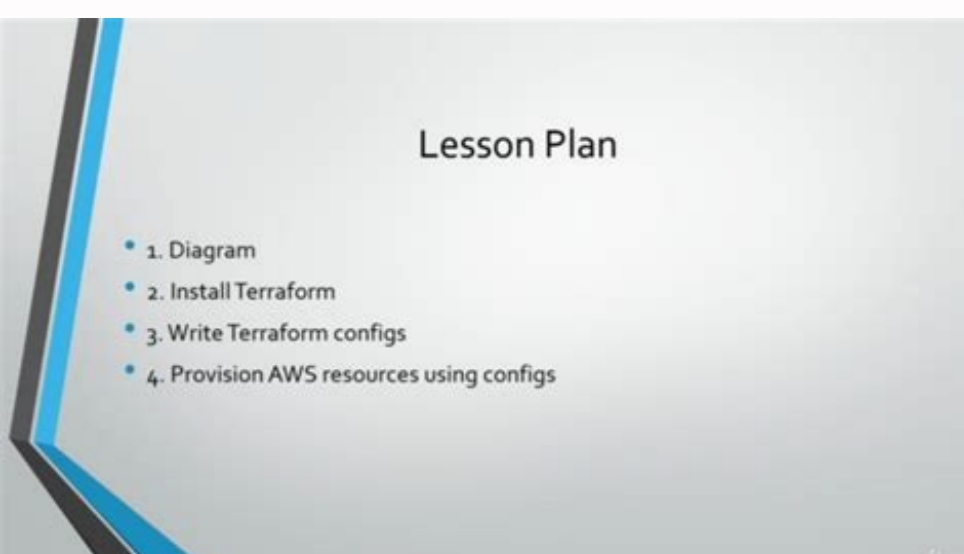 Lesson Plan
• 1. Diagram
• 2. Install Terraform
• 3. Write Terraform configs
• 4. Provision AWS resources using configs